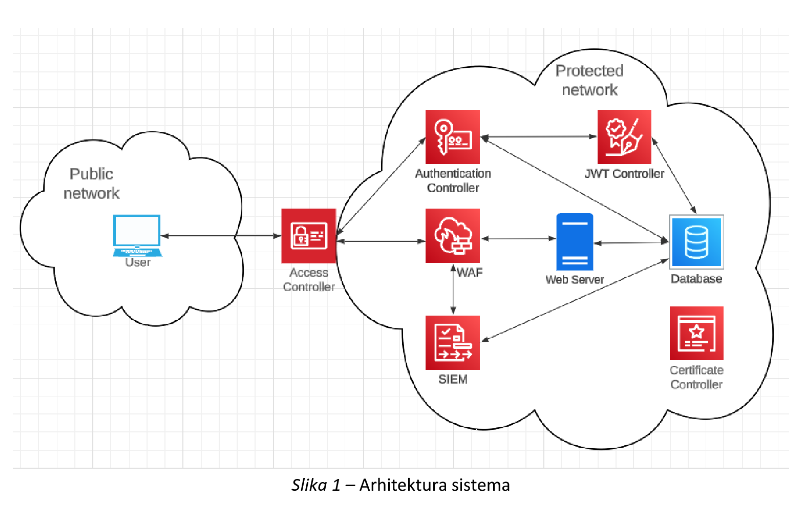 Protected
network
Public
network
Authentication
Controller
JWT Controller
User
Access
Controller
WAF
Web Server
Database
SIEM
Certificate
Controller
Slika 1 – Arhitektura sistema